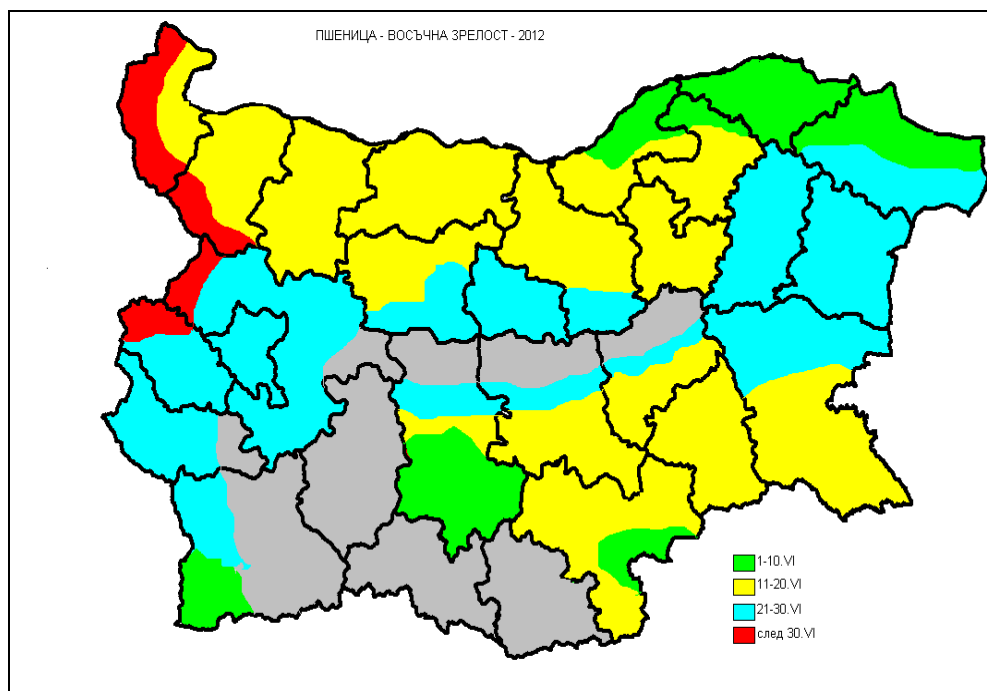 ПШЕНИЦА - ВОСЪЧНА ЗРЕЛОСТ - 2012
1-10.VI
11-20.VI
21-30.VI
след 30.VI